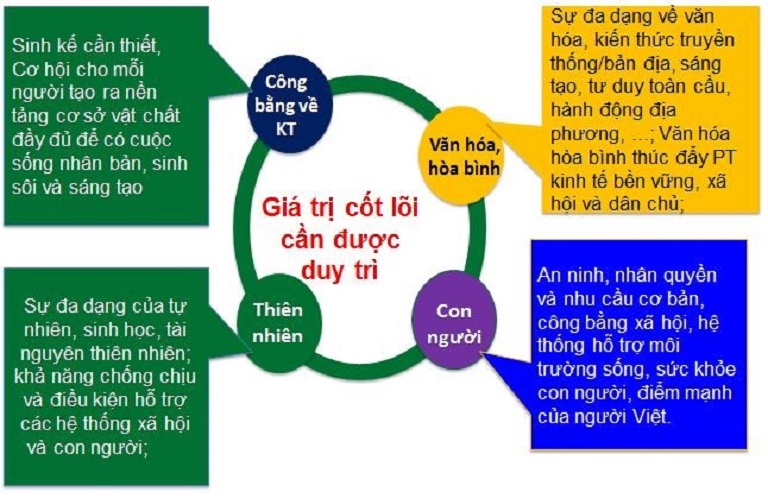 Sinh kế cần thiết,
Cơ hội cho mỗi
người tạo ra nền
tảng cơ sở vật chất
đầy đủ để có cuộc
sống nhân bản, sinh
sôi và sáng tạo
Công
bằng về
KT
Sự đa dạng về văn
hóa, kiến thức truyền
thống/bản địa, sáng
tạo, tư duy toàn cầu,
hành động địa
phương, ...; Văn hóa
hòa bình thúc đẩy PT
kinh tế bền vững, xã
hội và dân chủ;
Văn hóa,
hòa bình
Giá trị cốt lõi
cần được
duy trì
Sự đa dạng của tự
nhiên, sinh học, tài
nguyên thiên nhiên;
khả năng chống chịu
và điều kiện hỗ trợ
các hệ thống xã hội
và con người;
Thiên
nhiên
Con
người
An ninh, nhân quyền
và nhu cầu cơ bản,
công bằng xã hội, hệ
thống hỗ trợ môi
trường sống, sức khỏe
con người, điểm mạnh
của người Việt.